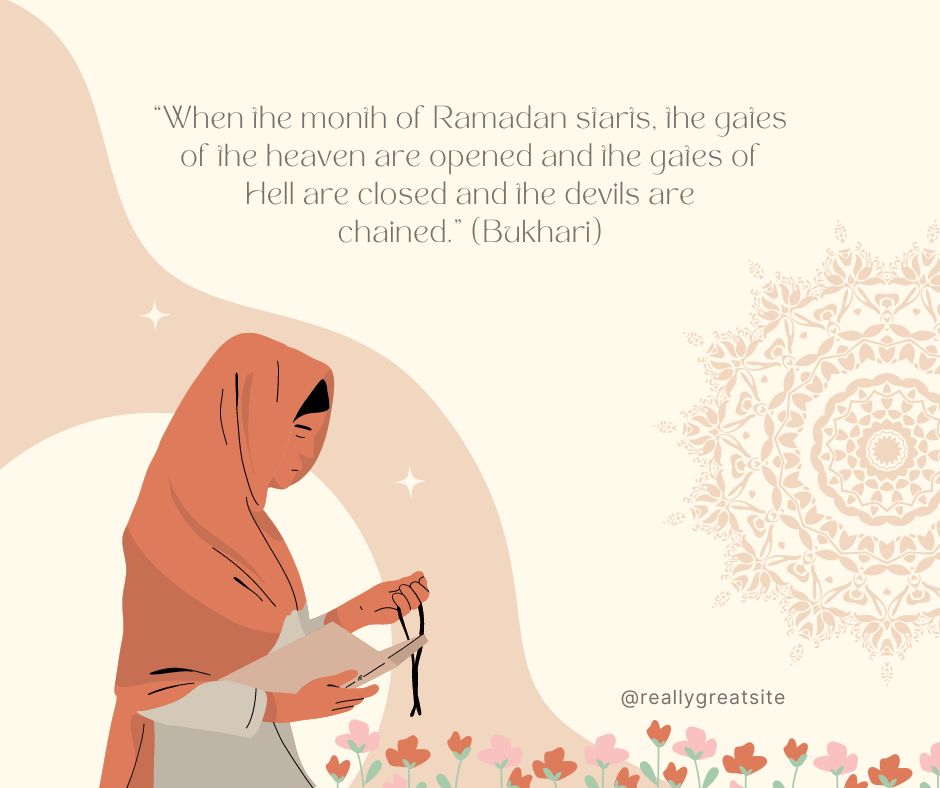 “When the month of Ramadan starts, the gates
of the heaven are opened and the gates of
Hell are closed and the devils are
chained.” (Bukhari)
@reallygreatsite